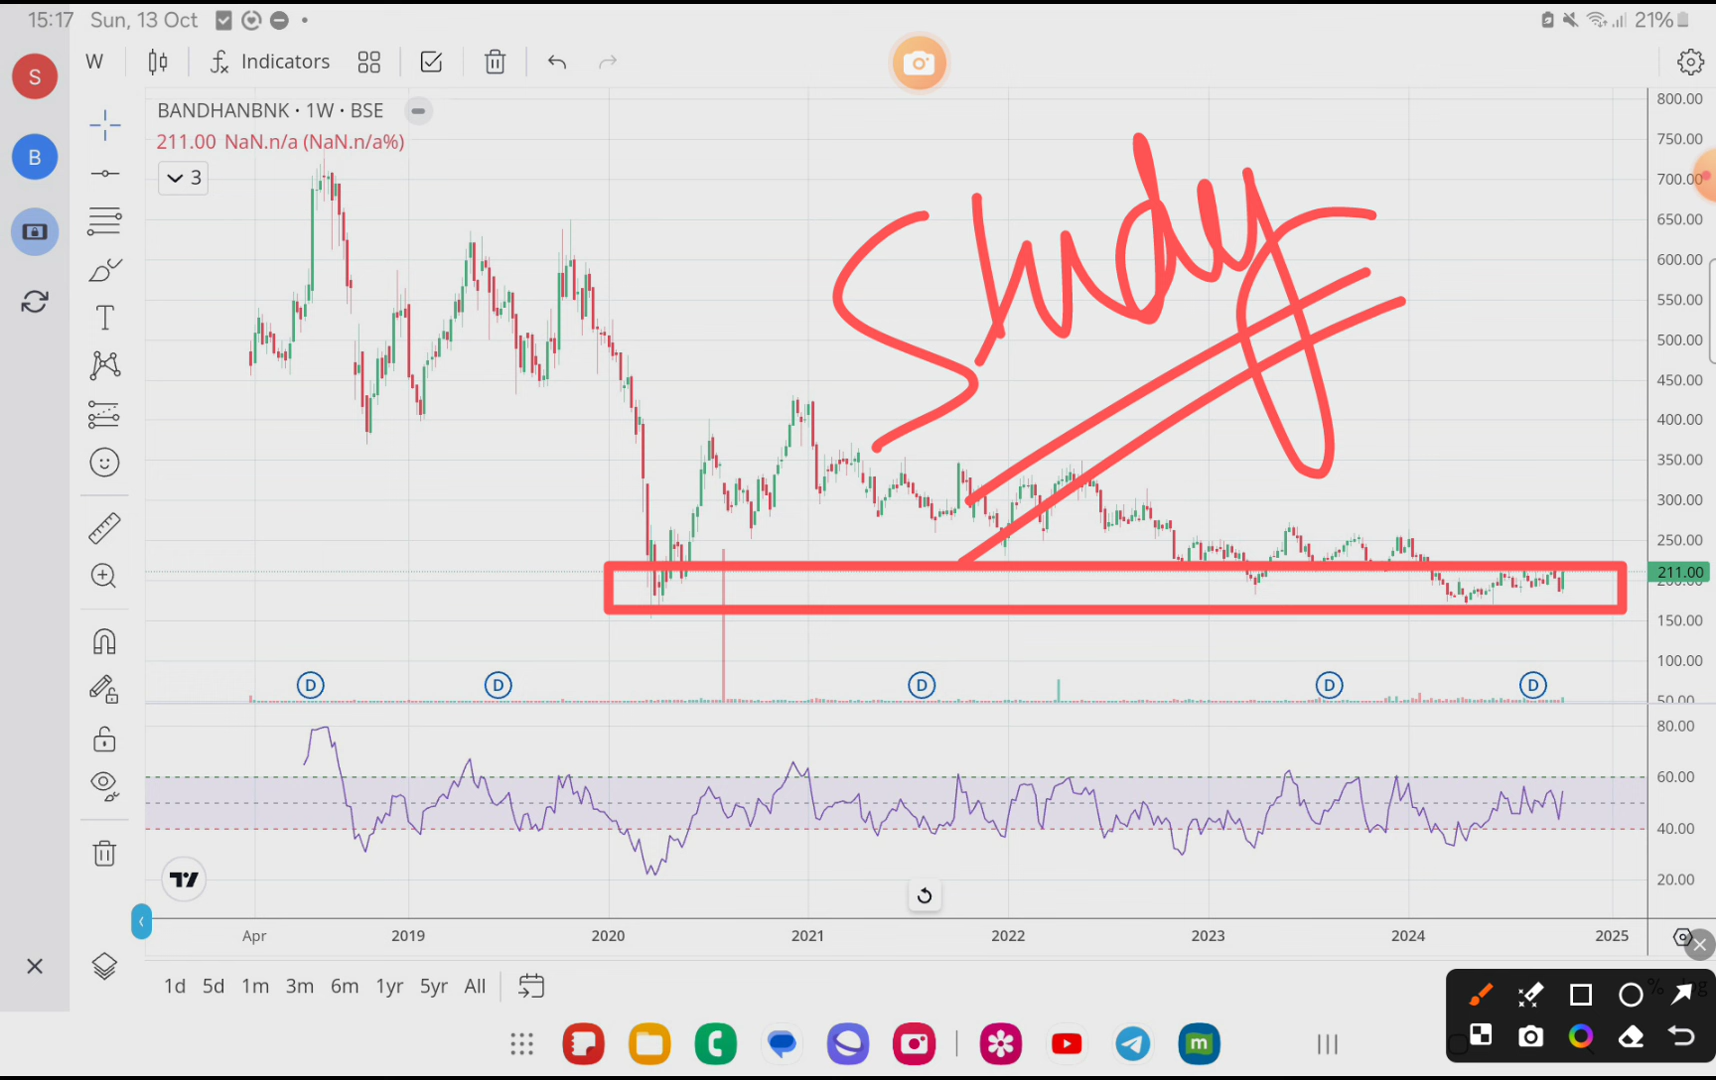 15:17 Sun, 13 Oct
21%
S
W
Indicators
B
BANDHANBNK · 1W · BSE
211.00 NaN.n/a (NaN.n/a%)
3
Study
T
800.00
750.00
700.00
650.00
600.00
550.00
500.00
450.00
400.00
350.00
300.00
250.00
211.00
150.00
100.00
50.00
D
D
D
D
D
80.00
60.00
40.00
20.00
Apr
2019
2020
2021
2022
2023
2024
2025
1d 5d 1m 3m 6m 1yr 5yr All
%
m